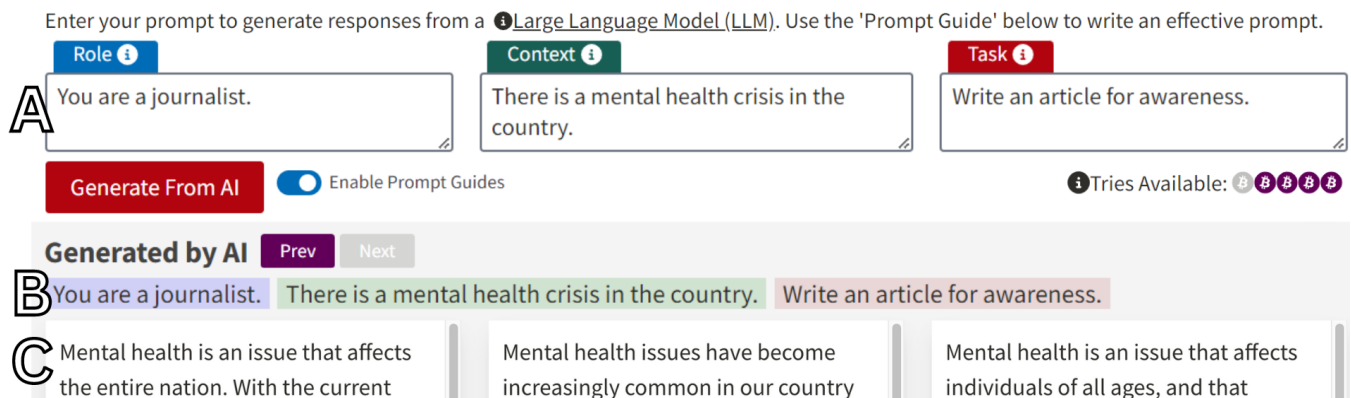 Enter your prompt to generate responses from a Large Language Model (LLM). Use the 'Prompt Guide' below to write an effective prompt.
Role Context Task
A
You are a journalist.
There is a mental health crisis in the
country.
Write an article for awareness.
Generate From AI Enable Prompt Guides Tries Available:
Generated by AI Prev Next
B
You are a journalist. There is a mental health crisis in the country. Write an article for awareness.
C
Mental health is an issue that affects
the entire nation. With the current
Mental health issues have become
increasingly common in our country
Mental health is an issue that affects
individuals of all ages, and that